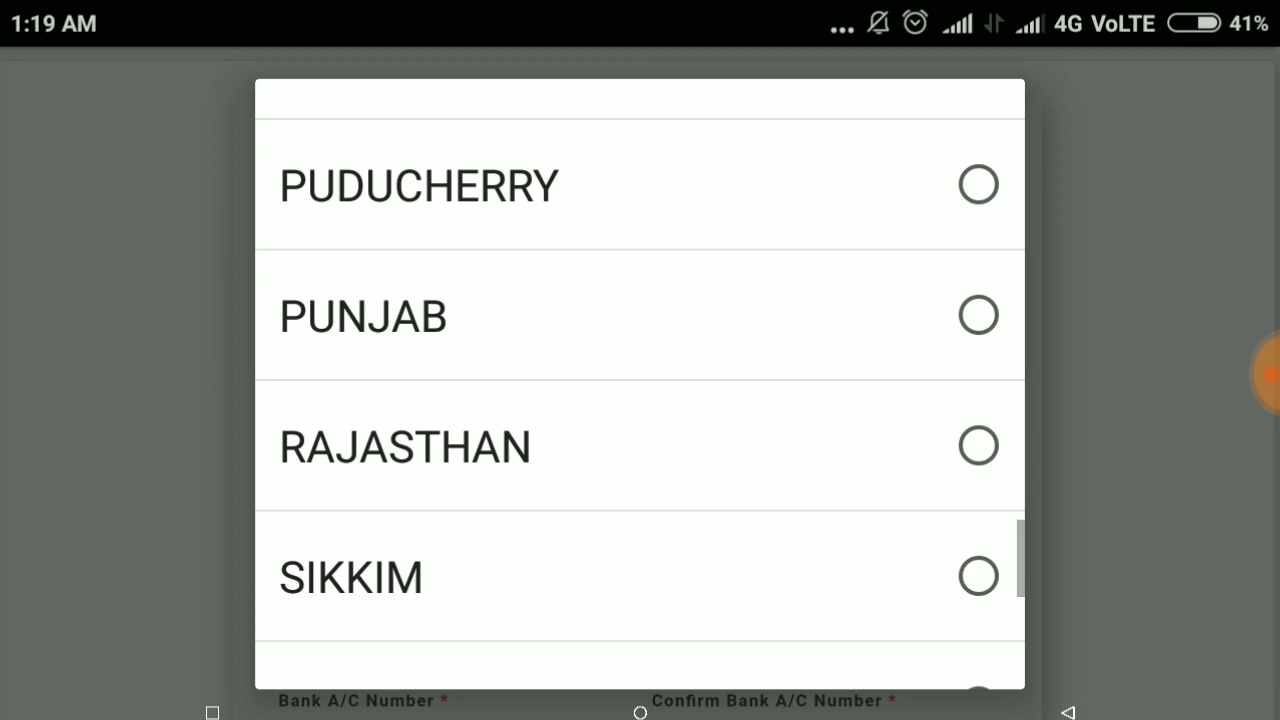 1:19 AM
... 4G VoLTE 41%
PUDUCHERRY
PUNJAB
RAJASTHAN
SIKKIM
Bank A/C Number * Confirm Bank A/C Number *